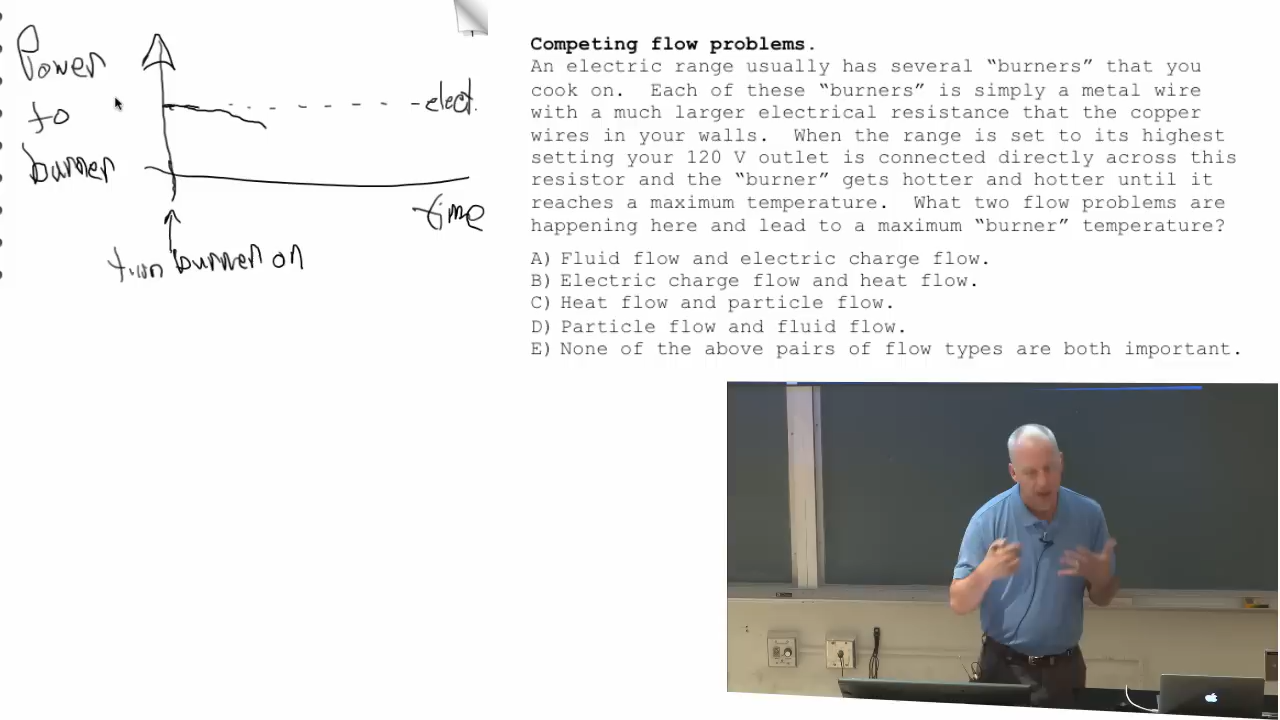 Power
to
burner
elect.
time
turn burner on
Competing flow problems.
An electric range usually has several “burners” that you
cook on. Each of these “burners” is simply a metal wire
with a much larger electrical resistance that the copper
wires in your walls. When the range is set to its highest
setting your 120 V outlet is connected directly across this
resistor and the “burner” gets hotter and hotter until it
reaches a maximum temperature. What two flow problems are
happening here and lead to a maximum “burner” temperature?
A) Fluid flow and electric charge flow.
B) Electric charge flow and heat flow.
C) Heat flow and particle flow.
D) Particle flow and fluid flow.
E) None of the above pairs of flow types are both important.